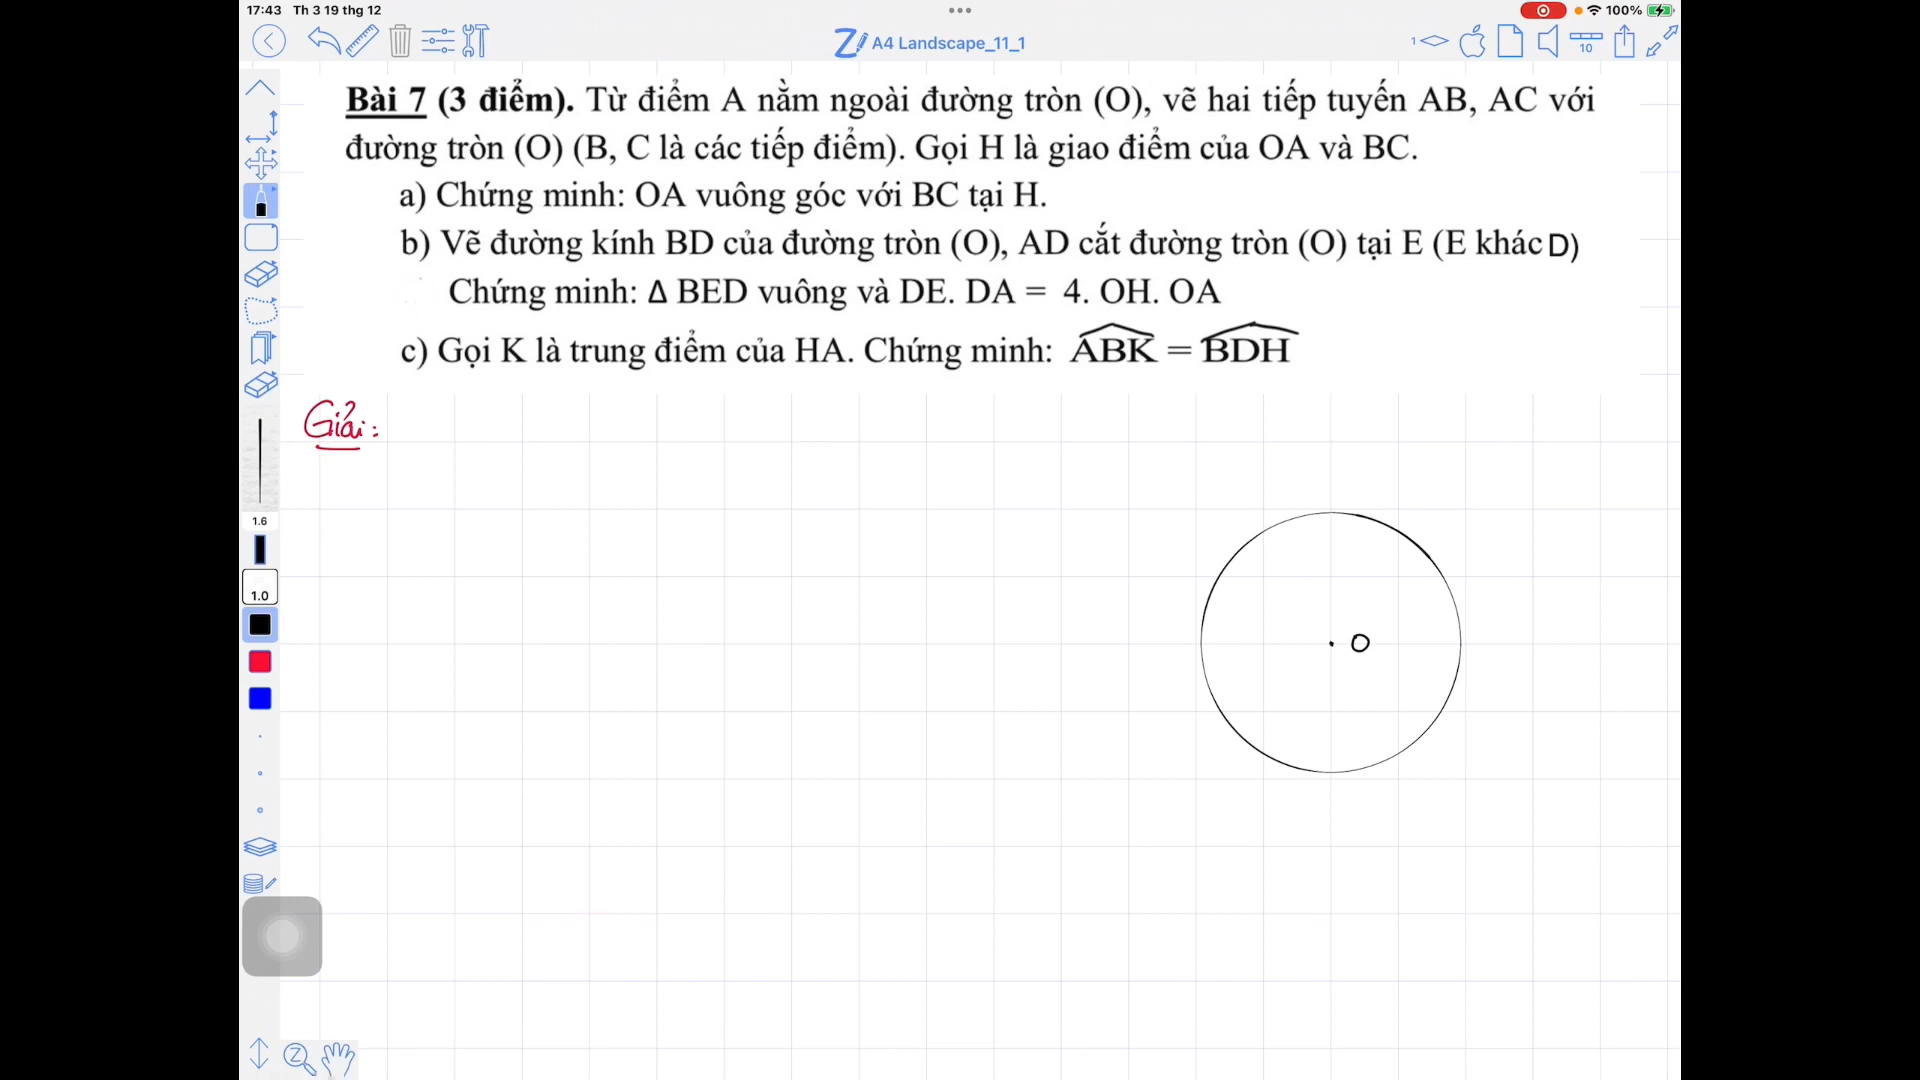 17:43 Th 3 19 thg 12
100%
A4 Landscape_11_1
1
10
Bài 7 (3 điểm). Từ điểm A nằm ngoài đường tròn (O), vẽ hai tiếp tuyến AB, AC với
đường tròn (O) (B, C là các tiếp điểm). Gọi H là giao điểm của OA và BC.
a) Chứng minh: OA vuông góc với BC tại H.
b) Vẽ đường kính BD của đường tròn (O), AD cắt đường tròn (O) tại E (E khác D)
Chứng minh: Δ BED vuông và DE. DA = 4. OH. OA
c) Gọi K là trung điểm của HA. Chứng minh: ABK = BDH
Giải:
1.6
1.0
O